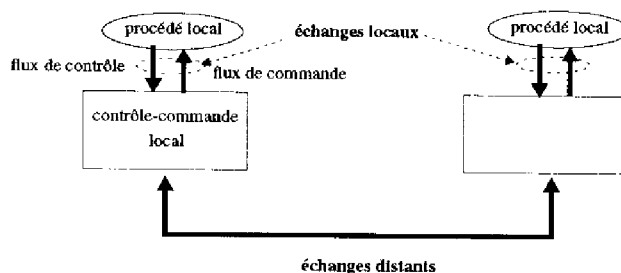 procédé local
procédé local
échanges locaux
flux de contrôle
flux de commande
contrôle-commande
local
échanges distants